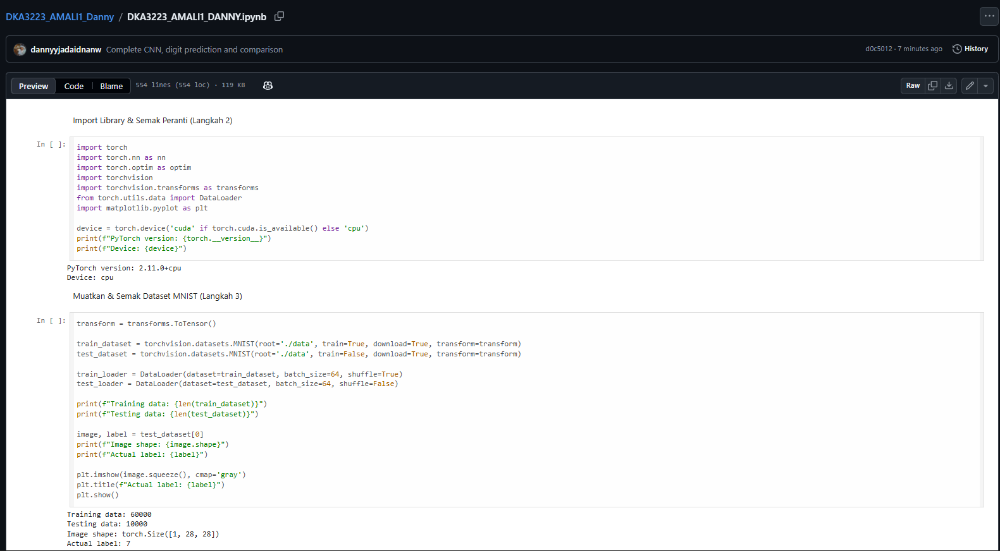 DKA3223_AMALI1_Danny / DKA3223_AMALI1_DANNY.ipynb
dannyyjadaidnanw Complete CNN, digit prediction and comparison d0c5012 · 7 minutes ago History
Preview Code Blame 554 lines (554 loc) · 119 KB Raw
Import Library & Semak Peranti (Langkah 2)
In [ ]:
import torch
import torch.nn as nn
import torch.optim as optim
import torchvision
import torchvision.transforms as transforms
from torch.utils.data import DataLoader
import matplotlib.pyplot as plt
device = torch.device('cuda' if torch.cuda.is_available() else 'cpu')
print(f"PyTorch version: {torch.__version__}")
print(f"Device: {device}")
PyTorch version: 2.11.0+cpu
Device: cpu
Muatkan & Semak Dataset MNIST (Langkah 3)
In [ ]:
transform = transforms.ToTensor()
train_dataset = torchvision.datasets.MNIST(root='./data', train=True, download=True, transform=transform)
test_dataset = torchvision.datasets.MNIST(root='./data', train=False, download=True, transform=transform)
train_loader = DataLoader(dataset=train_dataset, batch_size=64, shuffle=True)
test_loader = DataLoader(dataset=test_dataset, batch_size=64, shuffle=False)
print(f"Training data: {len(train_dataset)}")
print(f"Testing data: {len(test_dataset)}")
image, label = test_dataset[0]
print(f"Image shape: {image.shape}")
print(f"Actual label: {label}")
plt.imshow(image.squeeze(), cmap='gray')
plt.title(f"Actual label: {label}")
plt.show()
Training data: 60000
Testing data: 10000
Image shape: torch.Size([1, 28, 28])
Actual label: 7